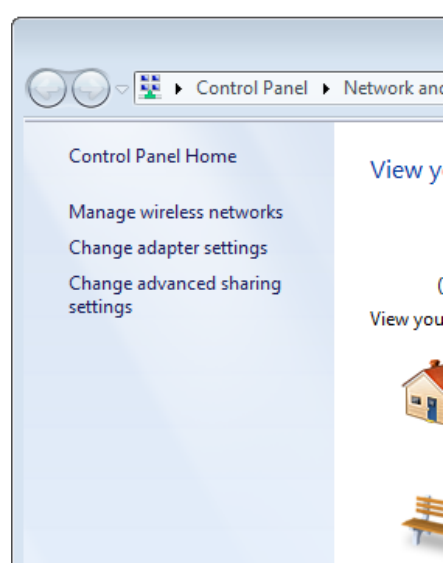 Control Panel
Network and
Control Panel Home
View y
Manage wireless networks
Change adapter settings
Change advanced sharing
settings
(
View you